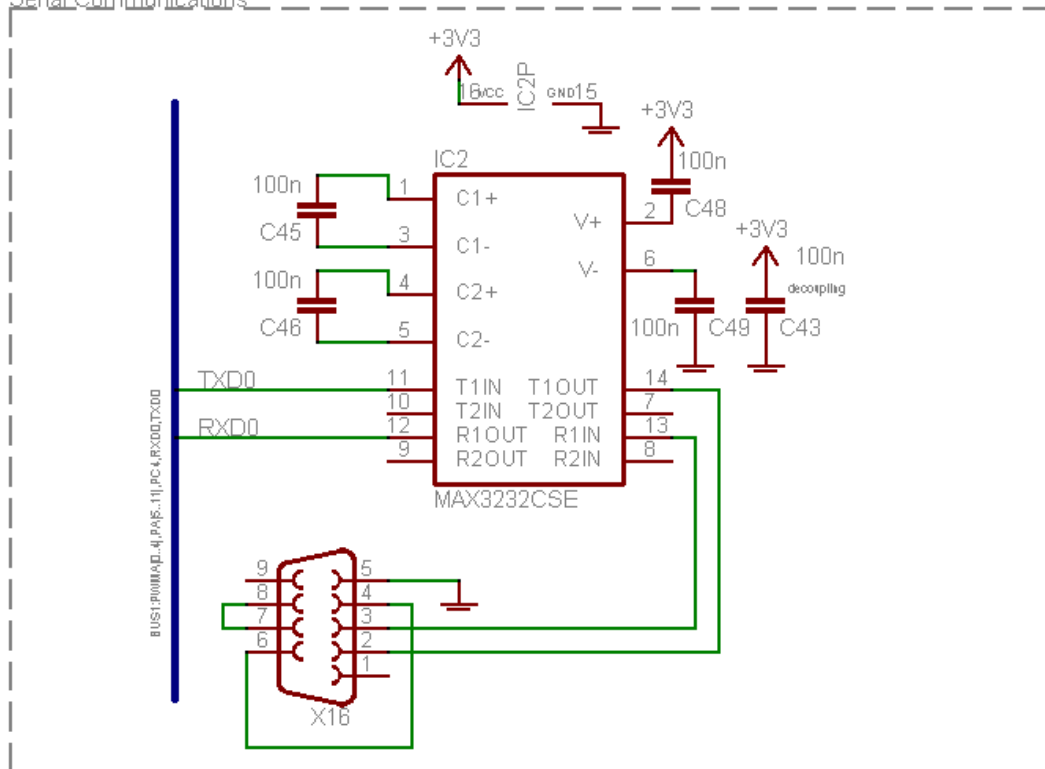 Serial Communications
+3V3
16 VCC IC2P GND 15
+3V3
IC2
100n
100n 1 C1+
C48
V+ 2
C45 3 C1-
+3V3
100n
V- 6
100n 4 C2+
decoupling
C46 5 C2-
100n C49 C43
TXD0 11 T1IN T1OUT 14
10 T2IN T2OUT 7
RXD0 12 R1OUT R1IN 13
9 R2OUT R2IN 8
MAX3232CSE
9 5
8 4
7 3
6 2
1
X16